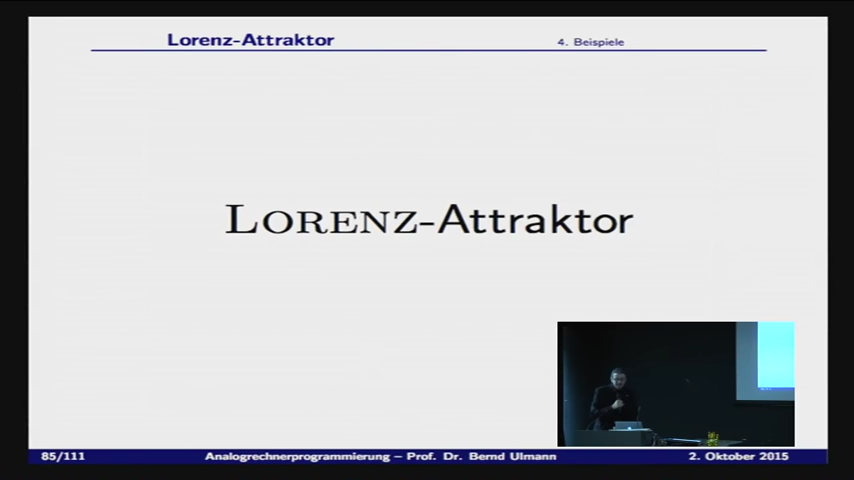 Lorenz-Attraktor
4. Beispiele
LORENZ-Attraktor
85/111
Analogrechnerprogrammierung – Prof. Dr. Bernd Ulmann
2. Oktober 2015